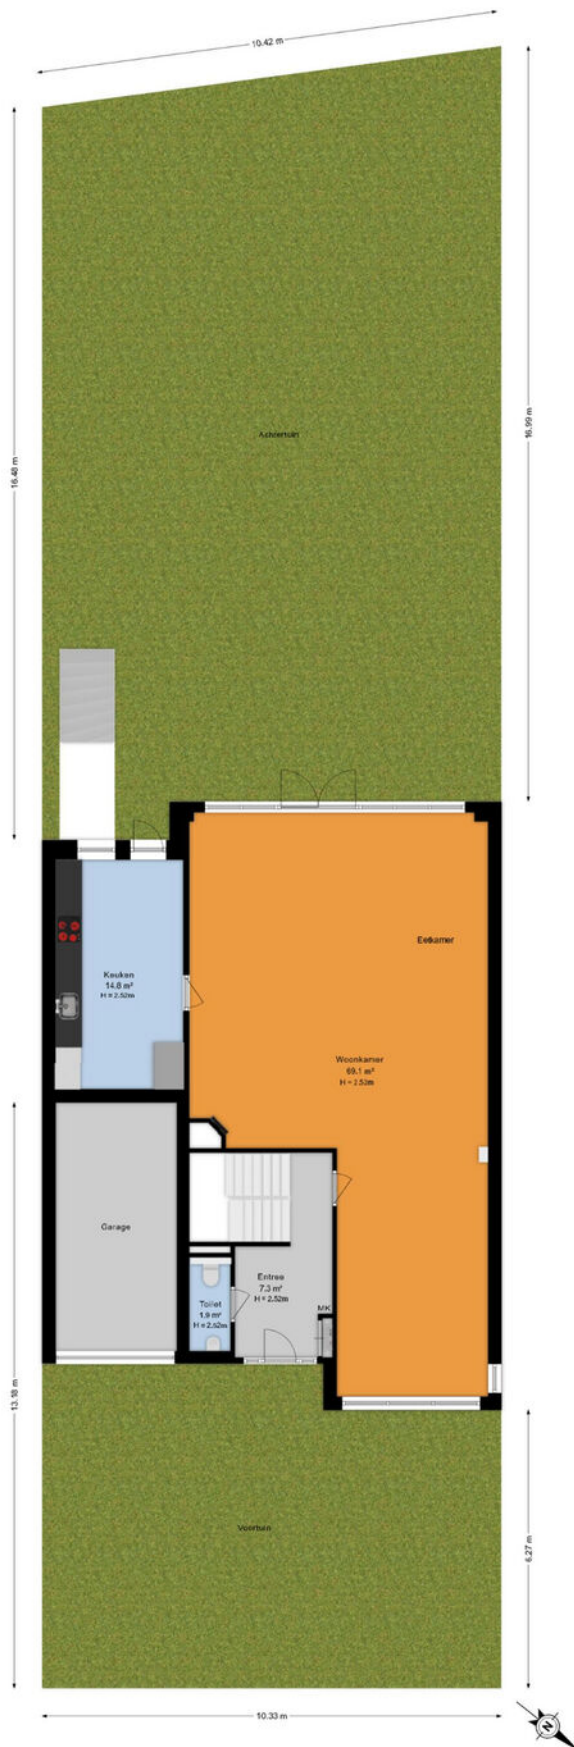 10.42 m
16.48 m
16.99 m
Achtertuin
Eetkamer
Keuken
14.8 m²
H = 2.52m
Woonkamer
69.1 m²
H = 2.52m
Garage
Entree
7.3 m²
H = 2.52m
Toilet
1.9 m²
H = 2.52m
MK
13.18 m
Voortuin
6.27 m
10.33 m
N